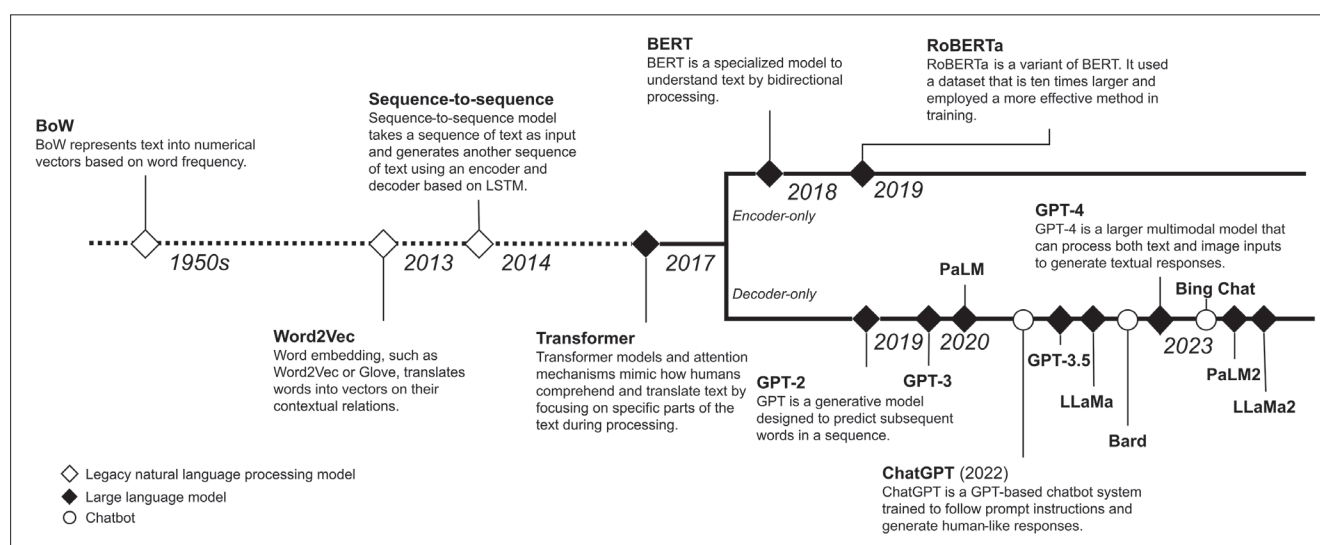 BERT
BERT is a specialized model to
understand text by bidirectional
processing.
RoBERTa
RoBERTa is a variant of BERT. It used
a dataset that is ten times larger and
employed a more effective method in
training.
Sequence-to-sequence
Sequence-to-sequence model
takes a sequence of text as input
and generates another sequence
of text using an encoder and
decoder based on LSTM.
BoW
BoW represents text into numerical
vectors based on word frequency.
2018
2019
Encoder-only
GPT-4
GPT-4 is a larger multimodal model that
can process both text and image inputs
to generate textual responses.
1950s
2013
2014
2017
PaLM
Bing Chat
Decoder-only
Word2Vec
Word embedding, such as
Word2Vec or Glove, translates
words into vectors on their
contextual relations.
Transformer
Transformer models and attention
mechanisms mimic how humans
comprehend and translate text by
focusing on specific parts of the
text during processing.
2019
2020
2023
GPT-2
GPT is a generative model
designed to predict subsequent
words in a sequence.
GPT-3
GPT-3.5
LLaMa
Bard
PaLM2
LLaMa2
ChatGPT (2022)
ChatGPT is a GPT-based chatbot system
trained to follow prompt instructions and
generate human-like responses.
Legacy natural language processing model
Large language model
Chatbot